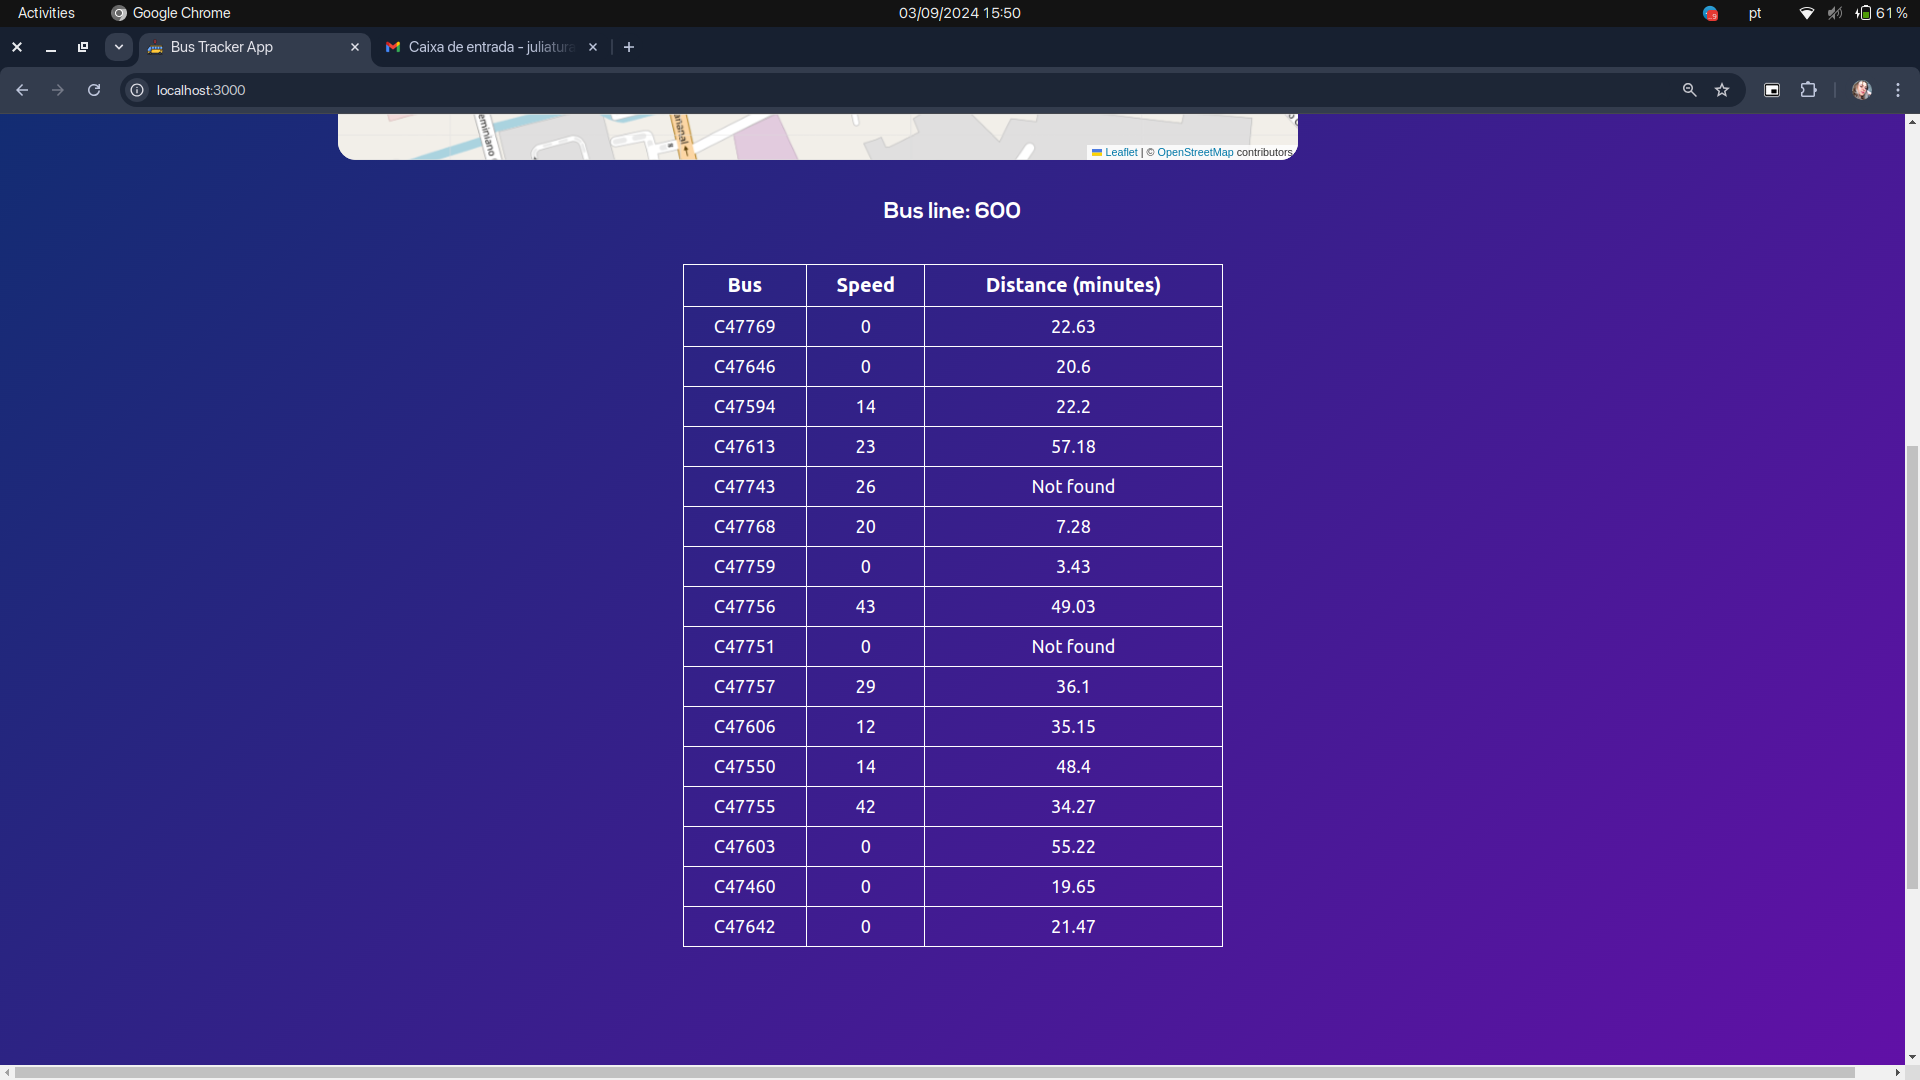 Activities Google Chrome 03/09/2024 15:50 pt 61%
Bus Tracker App Caixa de entrada - juliatura
localhost:3000
eminiano
anana
Leaflet | © OpenStreetMap contributors
Bus line: 600
Bus Speed Distance (minutes)
C47769 0 22.63
C47646 0 20.6
C47594 14 22.2
C47613 23 57.18
C47743 26 Not found
C47768 20 7.28
C47759 0 3.43
C47756 43 49.03
C47751 0 Not found
C47757 29 36.1
C47606 12 35.15
C47550 14 48.4
C47755 42 34.27
C47603 0 55.22
C47460 0 19.65
C47642 0 21.47